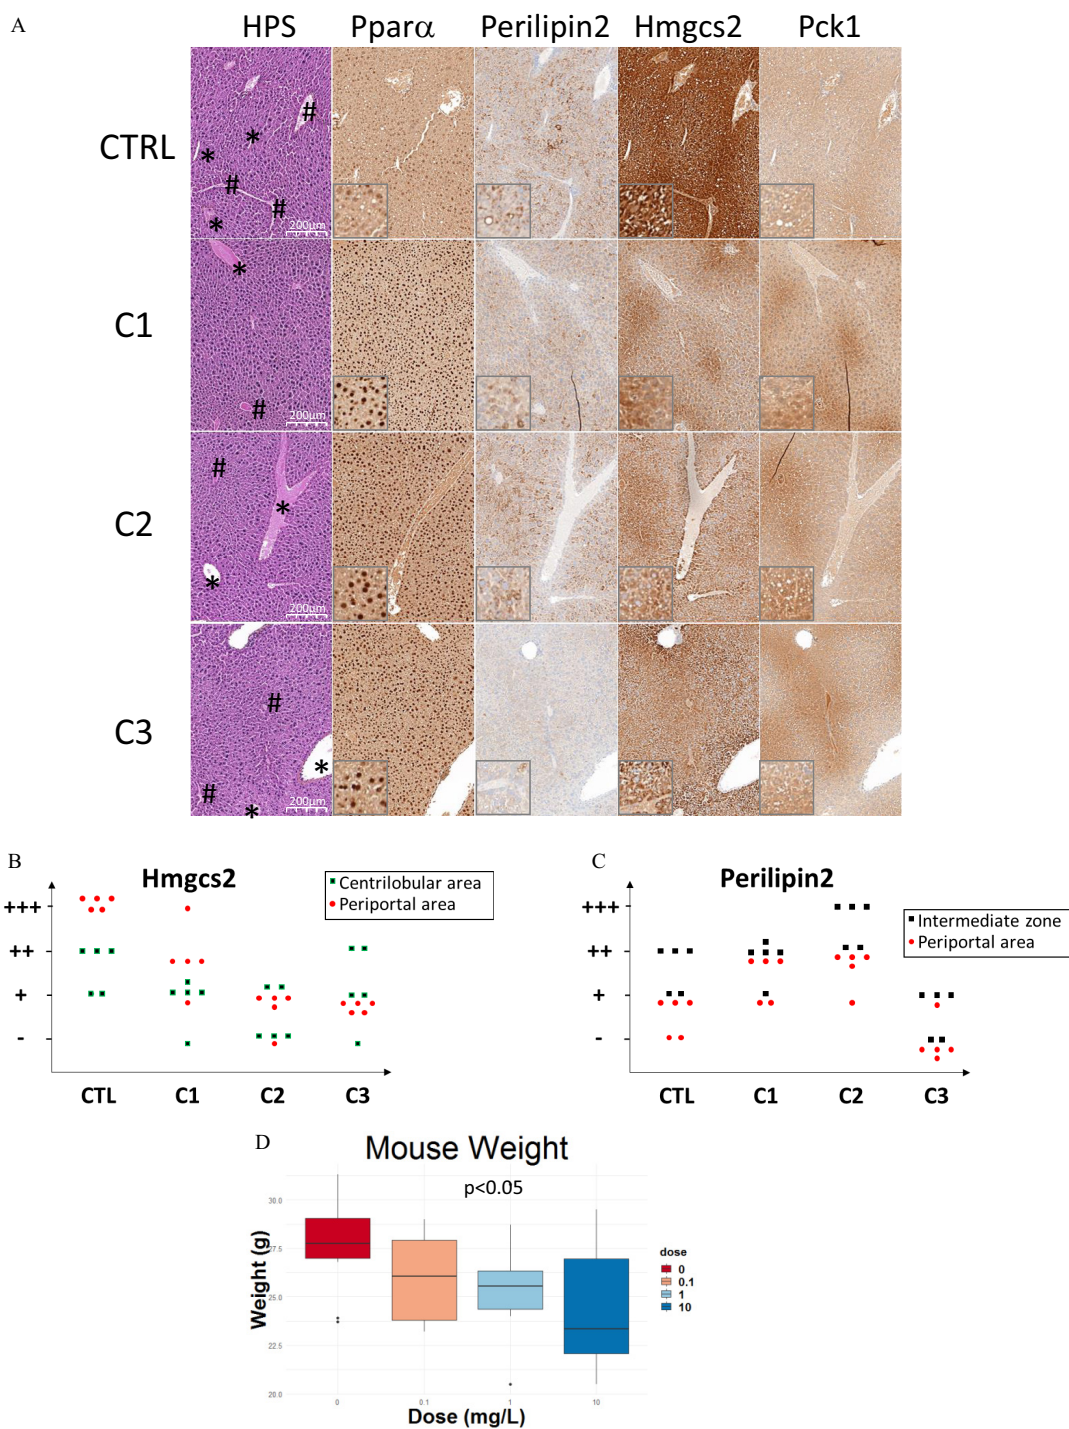 A
HPS Pparα Perilipin2 Hmgcs2 Pck1
CTRL
#
*
*
#
#
*
200µm
C1
*
#
200µm
C2
#
*
*
200µm
C3
#
*
#
*
200µm
B
Hmgcs2
Centrilobular area
Periportal area
+++
++
+
-
CTL C1 C2 C3
C
Perilipin2
Intermediate zone
Periportal area
+++
++
+
-
CTL C1 C2 C3
D
Mouse Weight
p<0.05
30.0
27.5
25.0
22.5
20.0
Weight (g)
0 0.1 1 10
Dose (mg/L)
dose
0
0.1
1
10